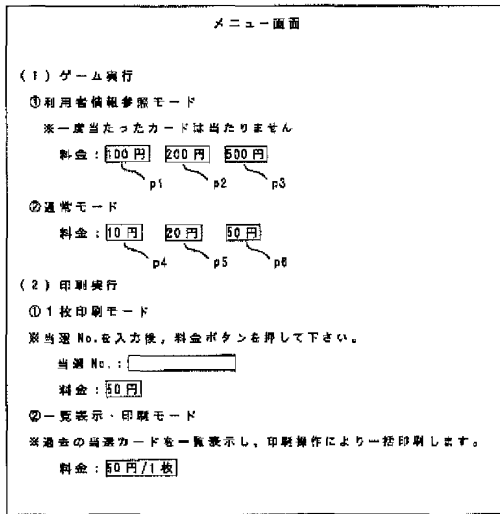 メニュー画面
(1)ゲーム実行
①利用者情報参照モード
※一度当たったカードは当たりません
料金:100円 200円 500円
p1 p2 p3
②通常モード
料金:10円 20円 50円
p4 p5 p6
(2)印刷実行
①1枚印刷モード
※当選No.を入力後,料金ボタンを押して下さい。
当選No.:
料金:50円
②一覧表示・印刷モード
※過去の当選カードを一覧表示し、印刷操作により一括印刷します。
料金:50円/1枚